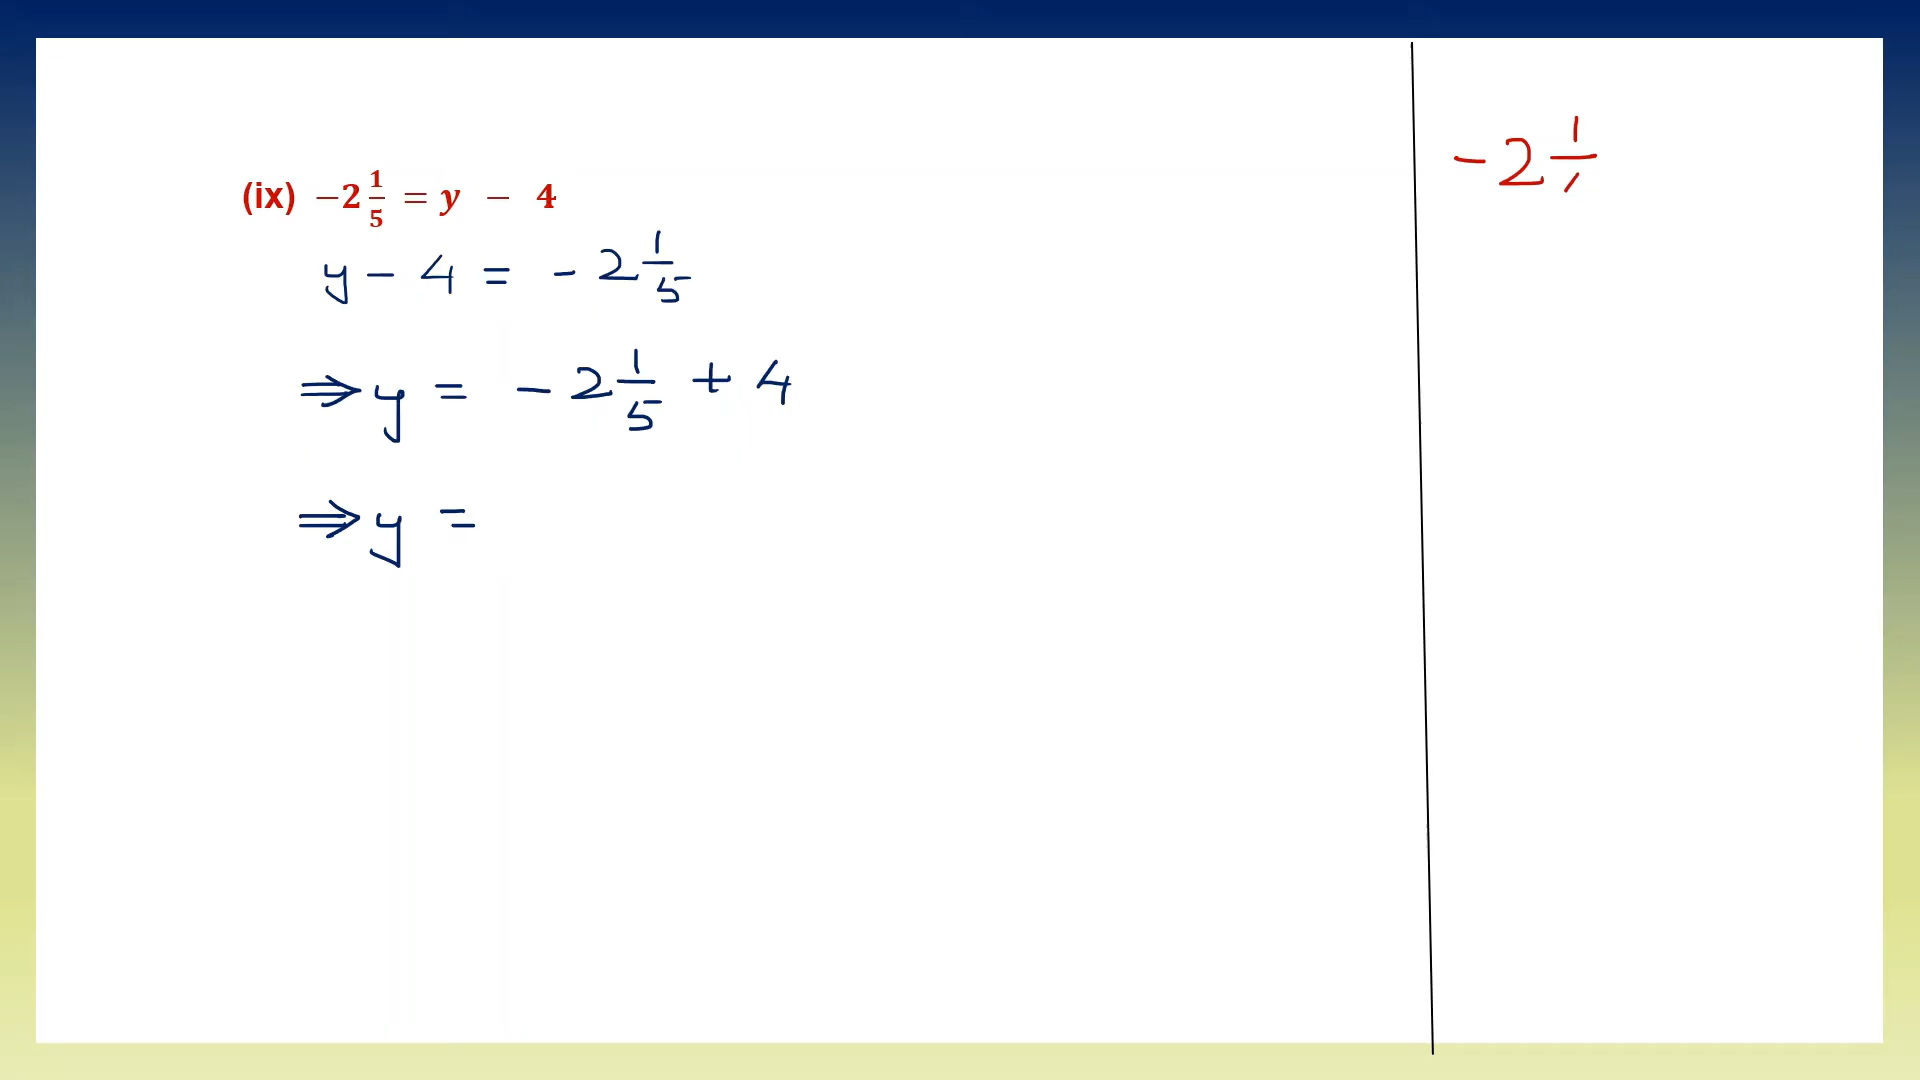 (ix) −2 1/5 = y − 4
y − 4 = − 2 1/5
⇒ y = − 2 1/5 + 4
⇒ y =
− 2 1/